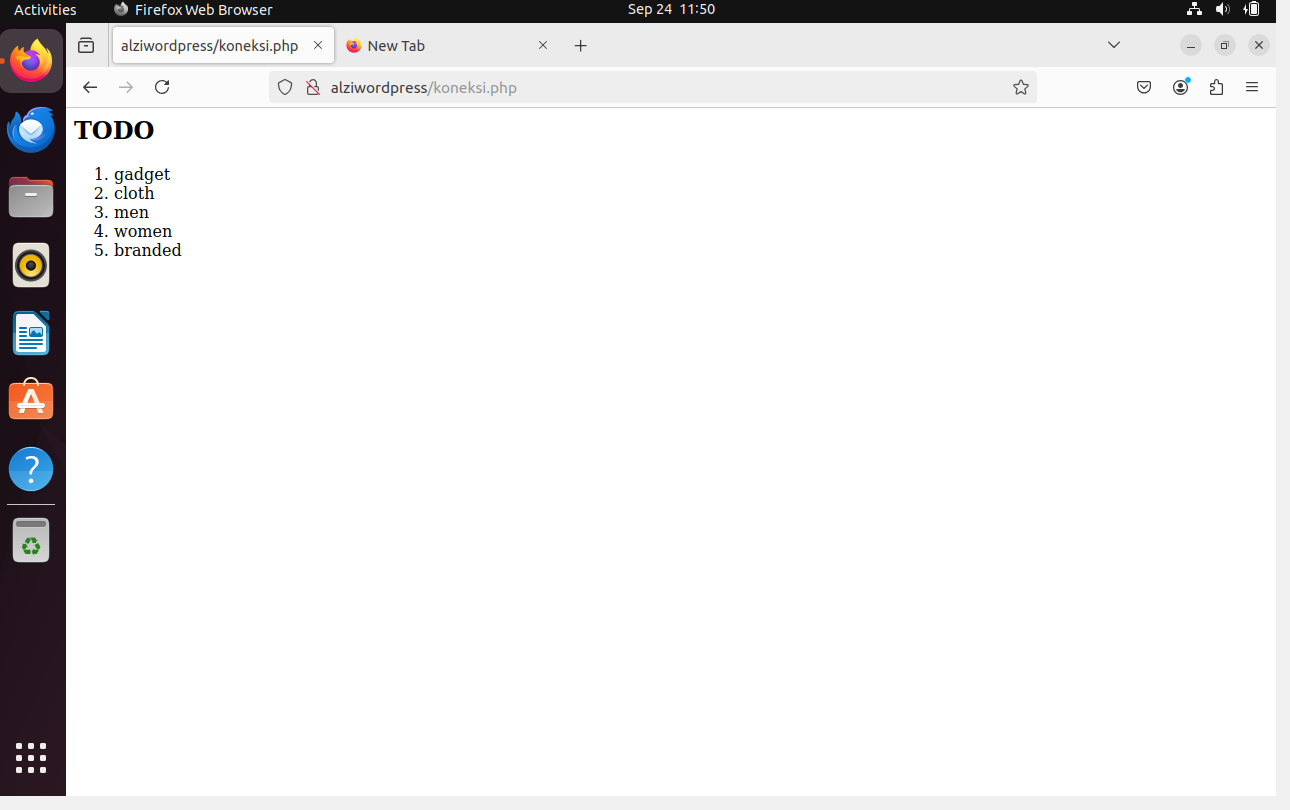 Activities Firefox Web Browser Sep 24 11:50
alziwordpress/koneksi.php New Tab
alziwordpress/koneksi.php
TODO
1. gadget
2. cloth
3. men
4. women
5. branded